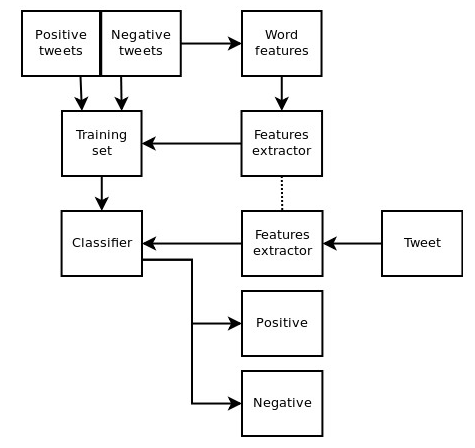 Positive
tweets
Negative
tweets
Word
features
Training
set
Features
extractor
Classifier
Features
extractor
Tweet
Positive
Negative